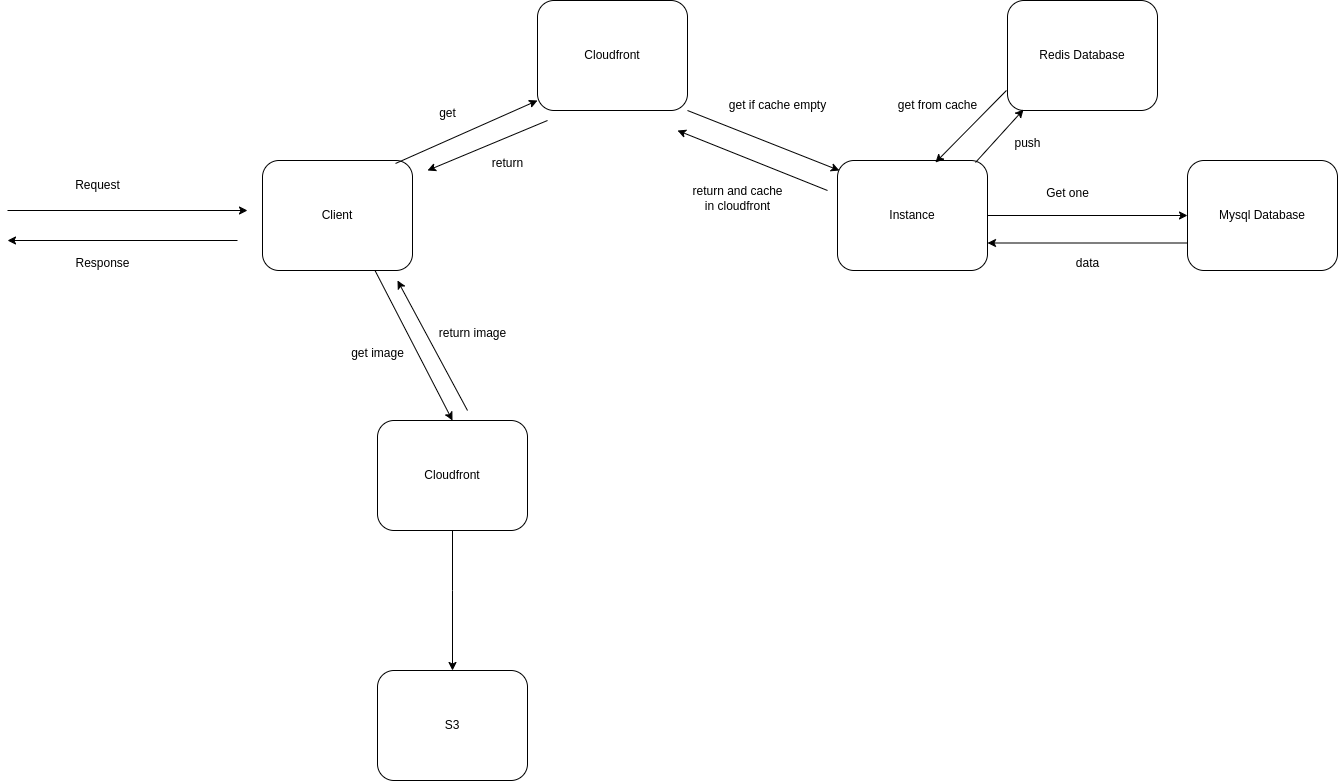 Cloudfront
Redis Database
get
get if cache empty
get from cache
push
return
Request
return and cache
in cloudfront
Get one
Client
Instance
Mysql Database
Response
data
return image
get image
Cloudfront
S3